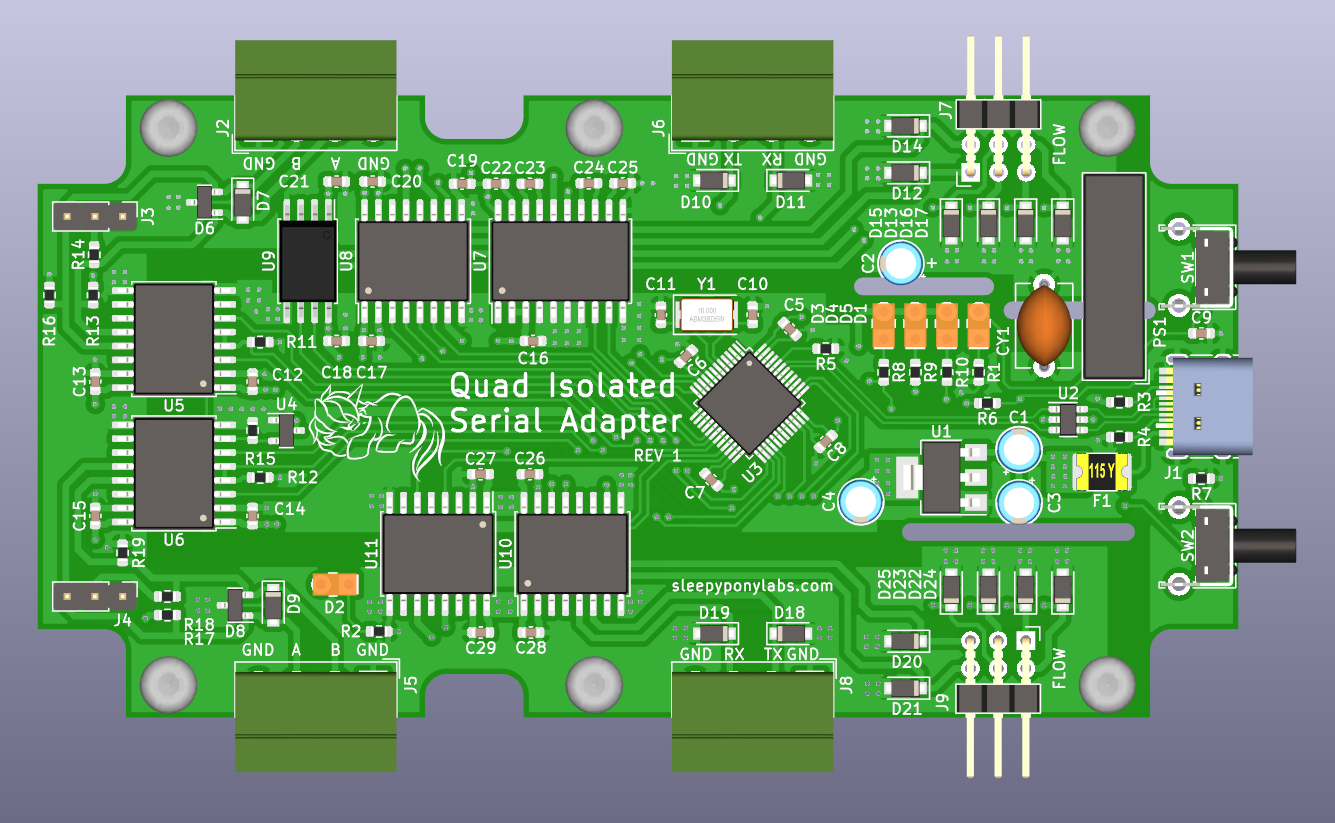 J2
J6
J7
FLOW
D14
GND B A GND
GND TX RX GND
C21
C20
C19
C22
C23
C24
C25
D12
D10
D11
D7
D6
J3
D15
D13
D16
D17
R14
U9
U8
U7
C2
+
SW1
C11
Y1
C10
16.000
ABM3BD5W
C5
D3
D4
D5
D1
R16
R13
R11
C18
C17
C16
C6
R5
CY1
PS1
C9
R8
R9
R10
R1
C13
C12
U5
U4
Quad Isolated
Serial Adapter
REV 1
U3
C8
C7
R6
U2
R3
R4
C1
U1
J1
R15
R12
C27
C26
115Y
F1
R7
C4
C3
C15
C14
U6
R19
U11
U10
SW2
D2
sleepyponylabs.com
D25
D23
D22
D24
J4
R18
R17
D8
D9
R2
C29
C28
D19
D18
D20
GND A B GND
GND RX TX GND
FLOW
J5
J8
D21
J9